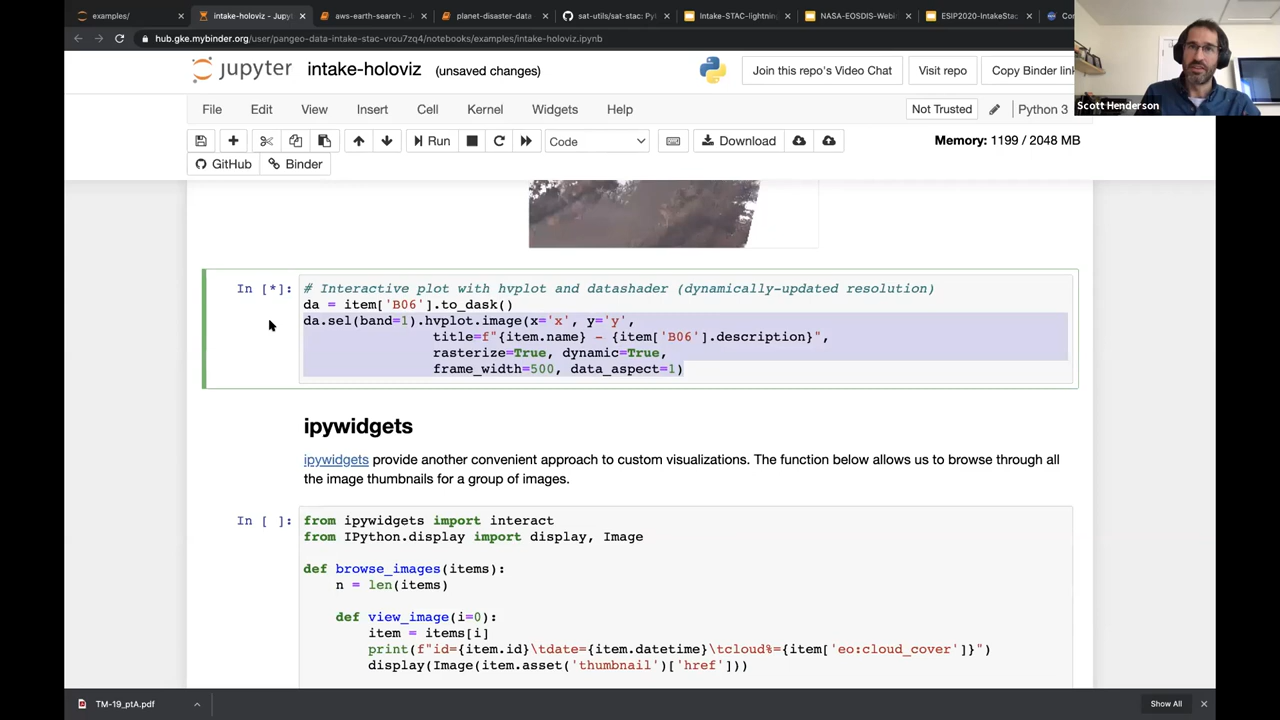 examples/
intake-holoviz - Jupyt
aws-earth-search - J
planet-disaster-data
sat-utils/sat-stac: Py
Intake-STAC-lightnin
NASA-EOSDIS-Webi
ESIP2020-IntakeStac
Con
hub.gke.mybinder.org/user/pangeo-data-intake-stac-vrou7zq4/notebooks/examples/intake-holoviz.ipynb
jupyter
intake-holoviz
(unsaved changes)
Join this repo's Video Chat
Visit repo
Copy Binder link
Scott Henderson
File
Edit
View
Insert
Cell
Kernel
Widgets
Help
Not Trusted
Python 3
Run
Code
Download
Memory: 1199 / 2048 MB
GitHub
Binder
In [*]:
# Interactive plot with hvplot and datashader (dynamically-updated resolution)
da = item['B06'].to_dask()
da.sel(band=1).hvplot.image(x='x', y='y',
title=f"{item.name} - {item['B06'].description}",
rasterize=True, dynamic=True,
frame_width=500, data_aspect=1)
ipywidgets
ipywidgets provide another convenient approach to custom visualizations. The function below allows us to browse through all
the image thumbnails for a group of images.
In [ ]:
from ipywidgets import interact
from IPython.display import display, Image
def browse_images(items):
n = len(items)
def view_image(i=0):
item = items[i]
print(f"id={item.id}\tdate={item.datetime}\tcloud%={item['eo:cloud_cover']}")
display(Image(item.asset('thumbnail')['href']))
TM-19_ptA.pdf
Show All